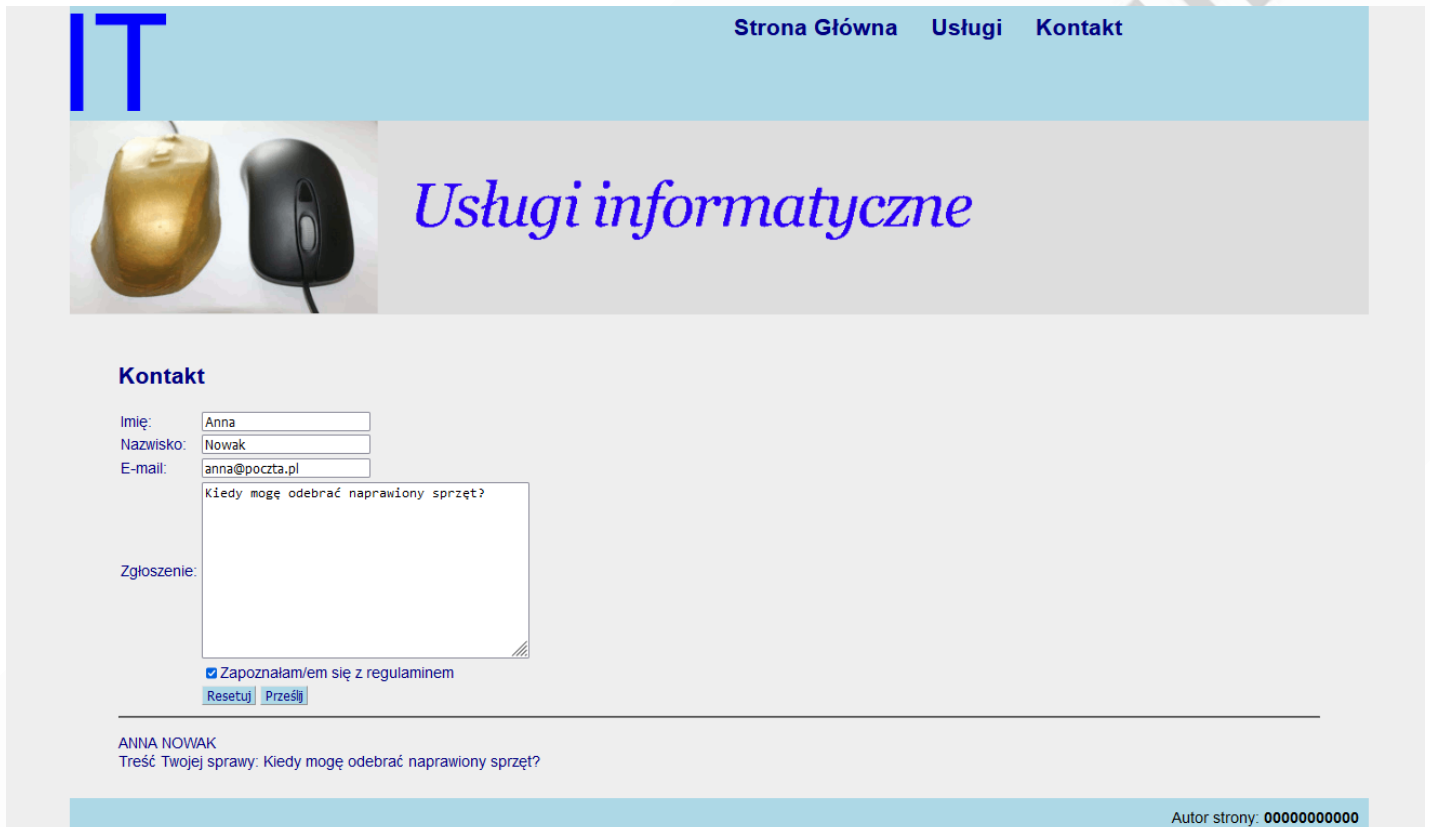 IT
Strona Główna Usługi Kontakt
Usługi informatyczne
Kontakt
Imię: Anna
Nazwisko: Nowak
E-mail: anna@poczta.pl
Kiedy mogę odebrać naprawiony sprzęt?
Zgłoszenie:
Zapoznałam/em się z regulaminem
Resetuj Prześlij
ANNA NOWAK
Treść Twojej sprawy: Kiedy mogę odebrać naprawiony sprzęt?
Autor strony: 00000000000